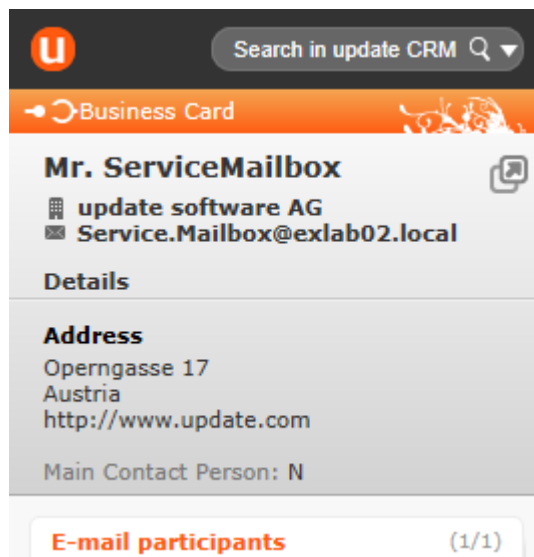 u
Search in update CRM
Business Card
Mr. ServiceMailbox
update software AG
Service.Mailbox@exlab02.local
Details
Address
Operngasse 17
Austria
http://www.update.com
Main Contact Person: N
E-mail participants (1/1)